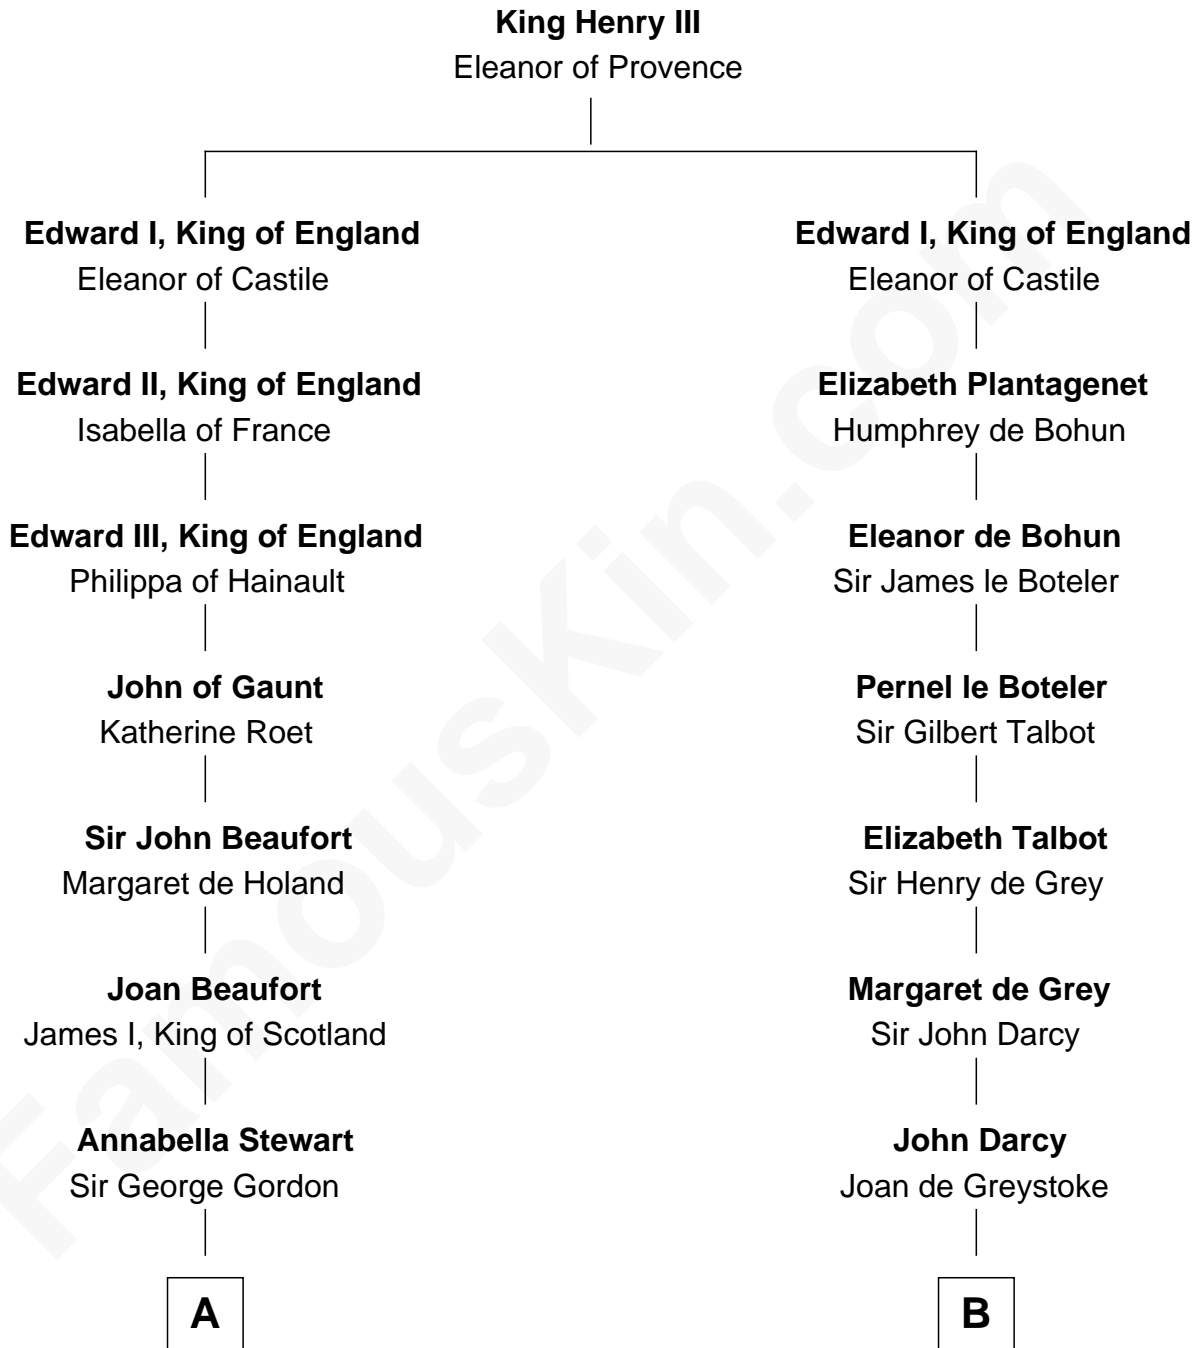 King Henry III
Eleanor of Provence
Edward I, King of England
Eleanor of Castile
Edward II, King of England
Isabella of France
Edward III, King of England
Philippa of Hainault
John of Gaunt
Katherine Roet
Sir John Beaufort
Margaret de Holand
Joan Beaufort
James I, King of Scotland
Annabella Stewart
Sir George Gordon
A
Edward I, King of England
Eleanor of Castile
Elizabeth Plantagenet
Humphrey de Bohun
Eleanor de Bohun
Sir James le Boteler
Pernel le Boteler
Sir Gilbert Talbot
Elizabeth Talbot
Sir Henry de Grey
Margaret de Grey
Sir John Darcy
John Darcy
Joan de Greystoke
B
FamousKin.com